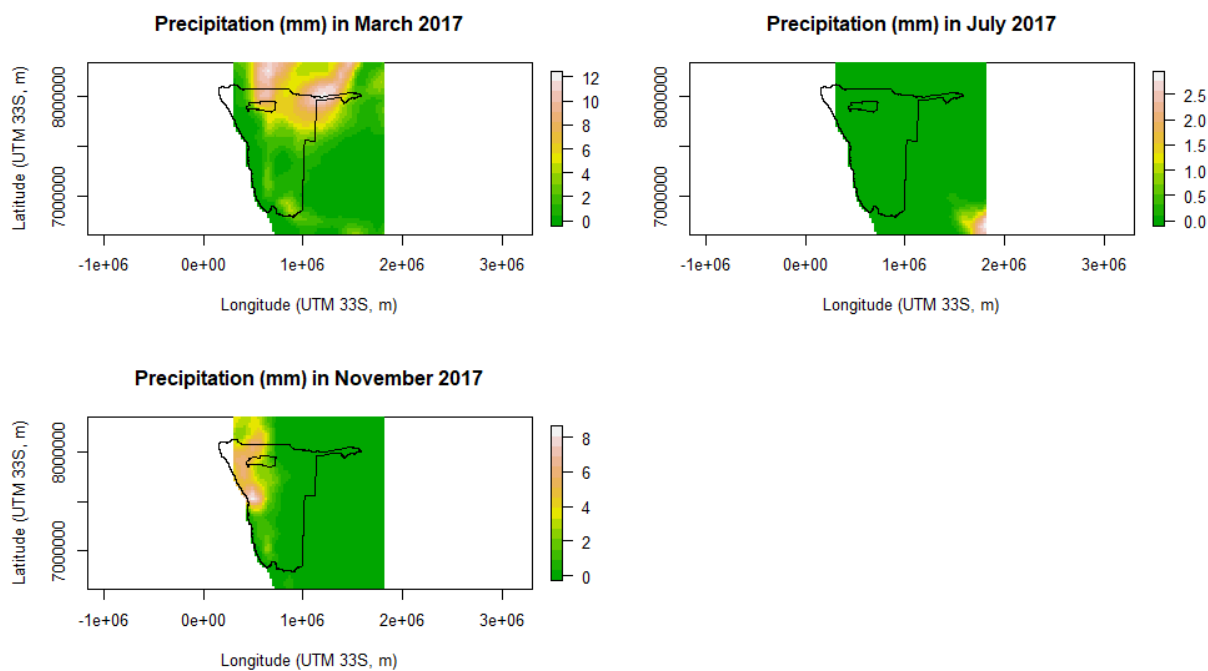 Precipitation (mm) in March 2017
Latitude (UTM 33S, m)
8000000
7000000
12
10
8
6
4
2
0
-1e+06 0e+00 1e+06 2e+06 3e+06
Longitude (UTM 33S, m)
Precipitation (mm) in July 2017
8000000
7000000
2.5
2.0
1.5
1.0
0.5
0.0
-1e+06 0e+00 1e+06 2e+06 3e+06
Longitude (UTM 33S, m)
Precipitation (mm) in November 2017
Latitude (UTM 33S, m)
8000000
7000000
8
6
4
2
0
-1e+06 0e+00 1e+06 2e+06 3e+06
Longitude (UTM 33S, m)